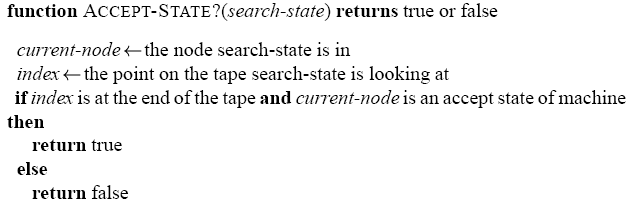 function ACCEPT-STATE?(search-state) returns true or false
current-node ← the node search-state is in
index ← the point on the tape search-state is looking at
if index is at the end of the tape and current-node is an accept state of machine
then
return true
else
return false